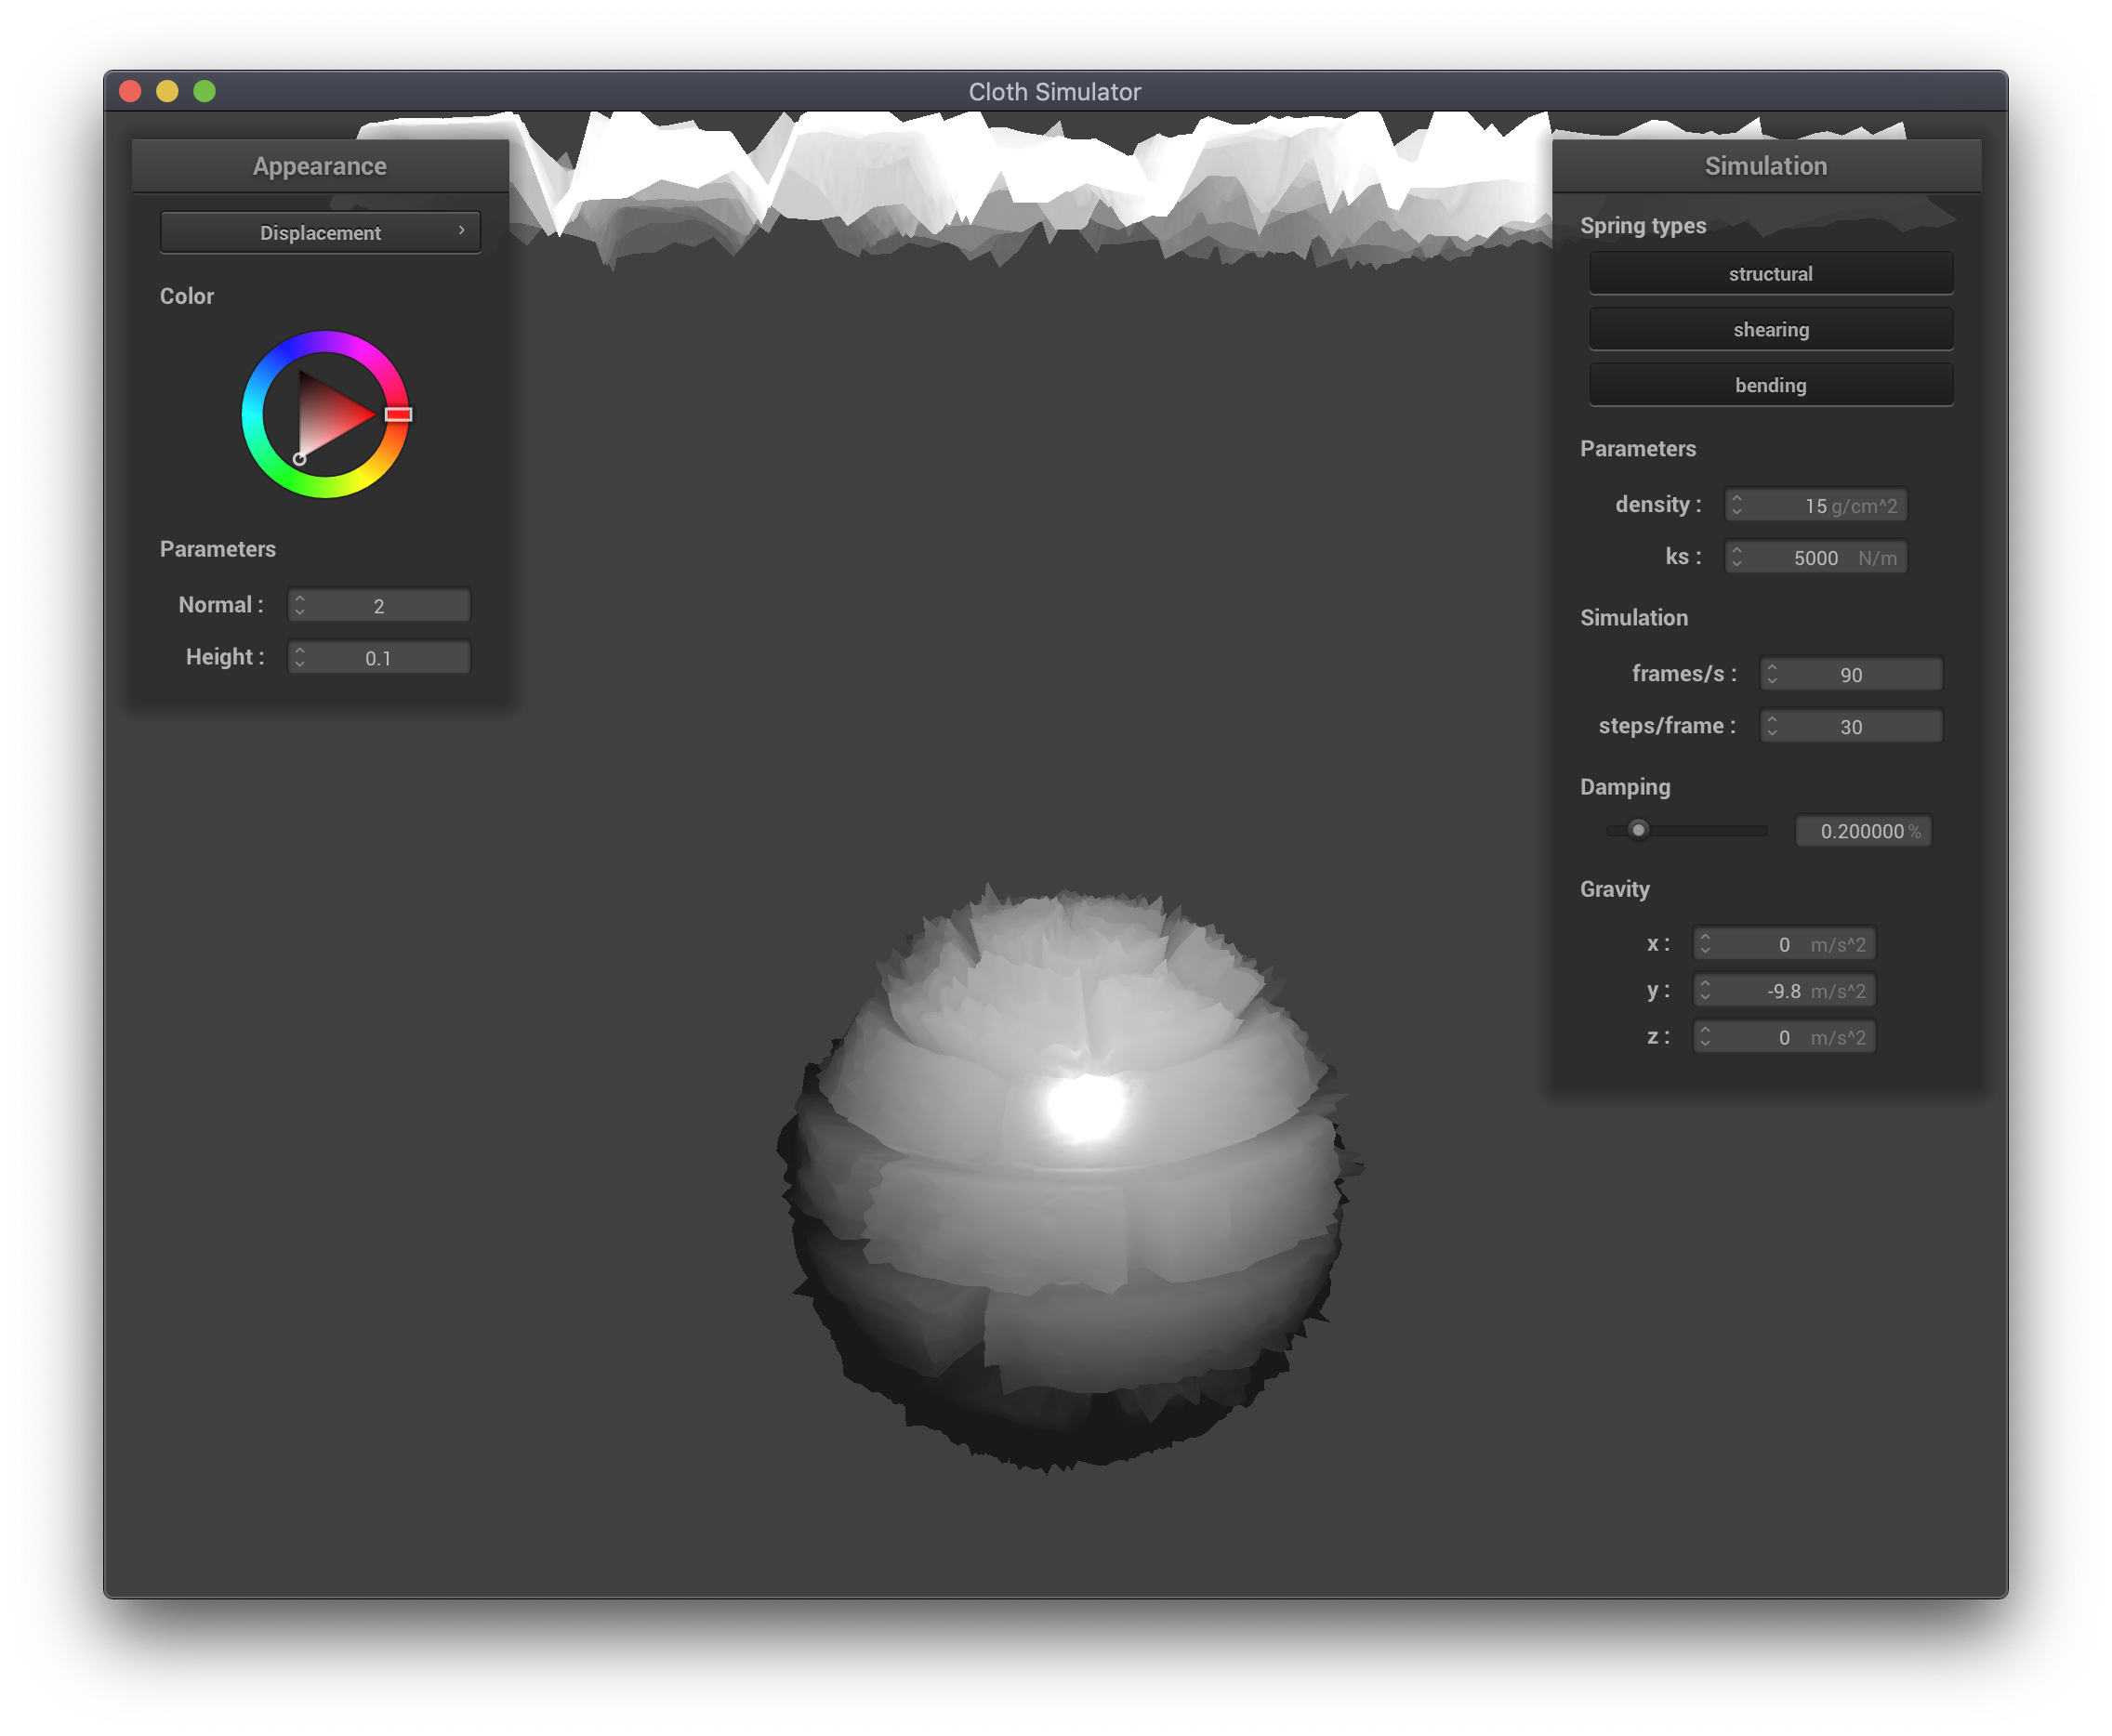 Cloth Simulator
Appearance
Displacement ›
Color
Parameters
Normal : 2
Height : 0.1
Simulation
Spring types
structural
shearing
bending
Parameters
density : 15 g/cm^2
ks : 5000 N/m
Simulation
frames/s : 90
steps/frame : 30
Damping
0.200000 %
Gravity
x : 0 m/s^2
y : -9.8 m/s^2
z : 0 m/s^2